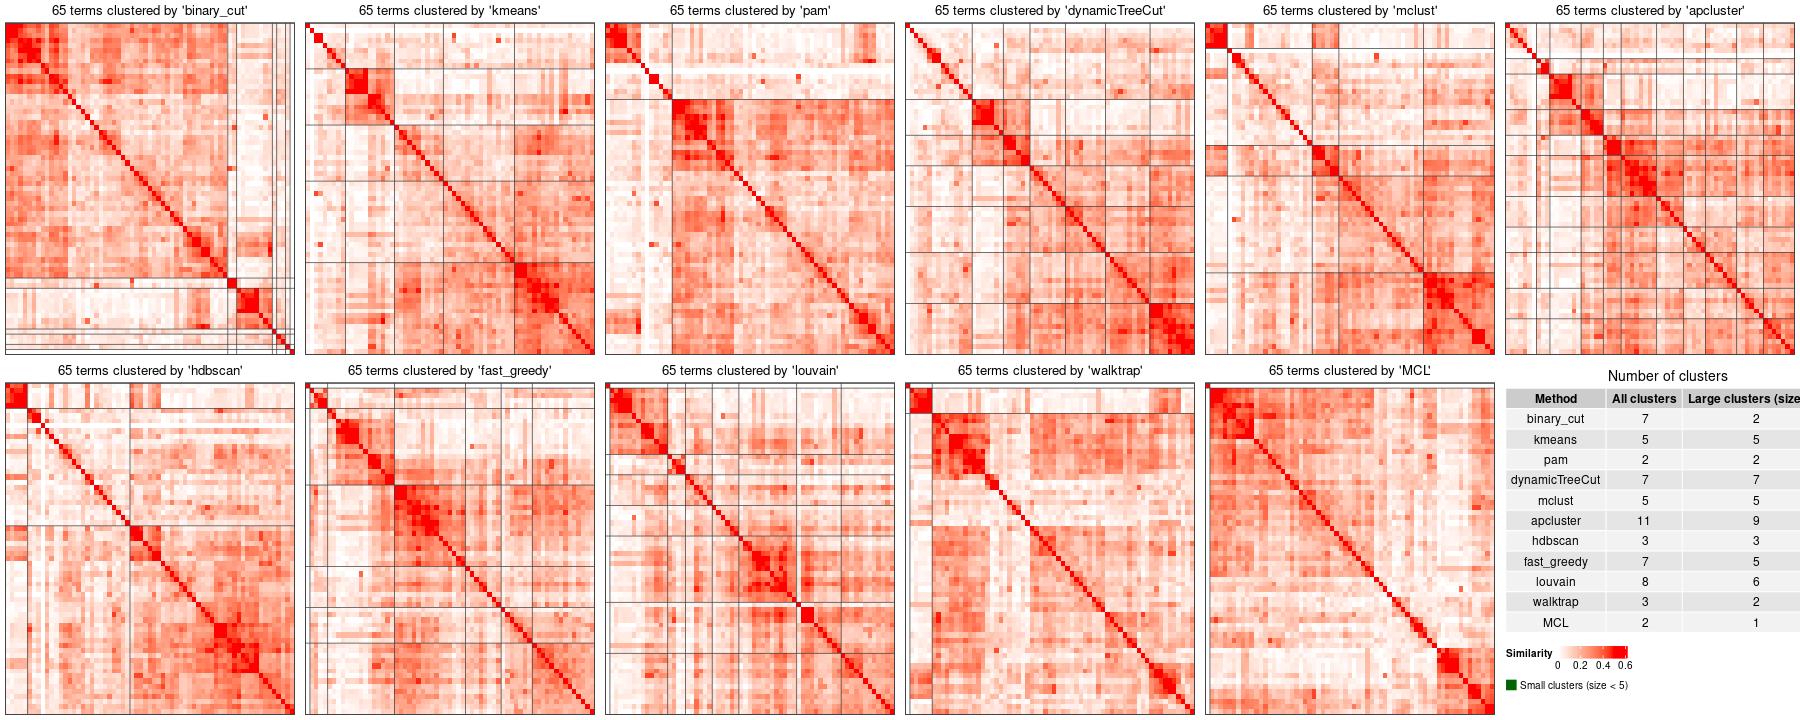 65 terms clustered by 'binary_cut'
65 terms clustered by 'kmeans'
65 terms clustered by 'pam'
65 terms clustered by 'dynamicTreeCut'
65 terms clustered by 'mclust'
65 terms clustered by 'apcluster'
65 terms clustered by 'hdbscan'
65 terms clustered by 'fast_greedy'
65 terms clustered by 'louvain'
65 terms clustered by 'walktrap'
65 terms clustered by 'MCL'
Number of clusters
Method All clusters Large clusters (size
binary_cut 7 2
kmeans 5 5
pam 2 2
dynamicTreeCut 7 7
mclust 5 5
apcluster 11 9
hdbscan 3 3
fast_greedy 7 5
louvain 8 6
walktrap 3 2
MCL 2 1
Similarity
0 0.2 0.4 0.6
Small clusters (size < 5)